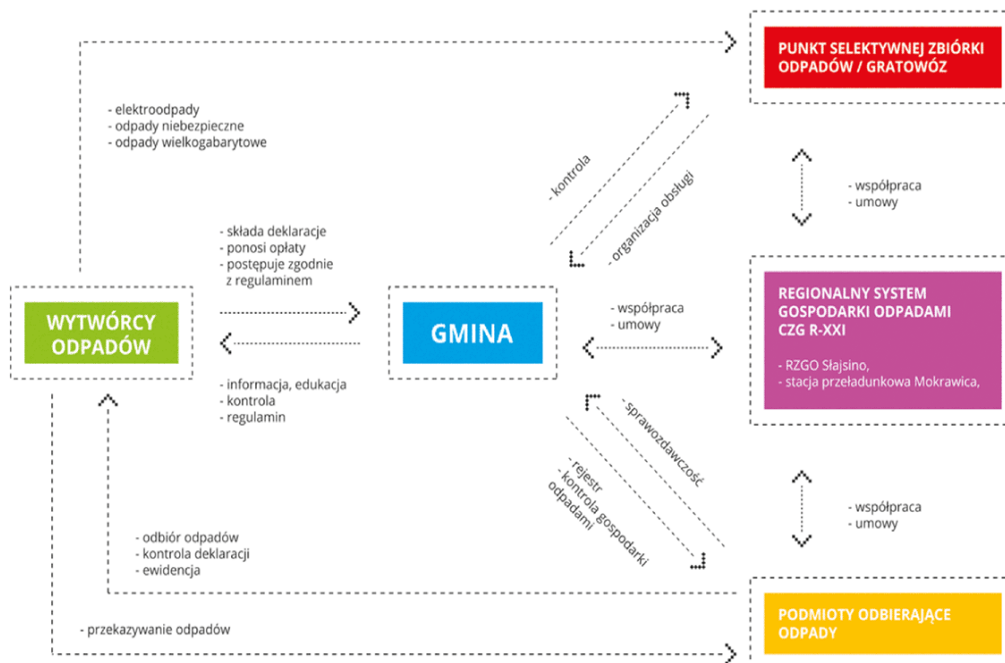 PUNKT SELEKTYWNEJ ZBIÓRKI
ODPADÓW / GRATOWÓZ
- elektroodpady
- odpady niebezpieczne
- odpady wielkogabarytowe
- kontrola
- organizacja obsługi
- współpraca
- umowy
- składa deklaracje
- ponosi opłaty
- postępuje zgodnie
z regulaminem
WYTWÓRCY
ODPADÓW
GMINA
- współpraca
- umowy
REGIONALNY SYSTEM
GOSPODARKI ODPADAMI
CZG R-XXI
- RZGO Słajsino,
- stacja przeładunkowa Mokrawica,
- informacja, edukacja
- kontrola
- regulamin
- sprawozdawczość
- rejestr
- kontrola gospodarki
odpadami
- współpraca
- umowy
- odbiór odpadów
- kontrola deklaracji
- ewidencja
- przekazywanie odpadów
PODMIOTY ODBIERAJĄCE
ODPADY